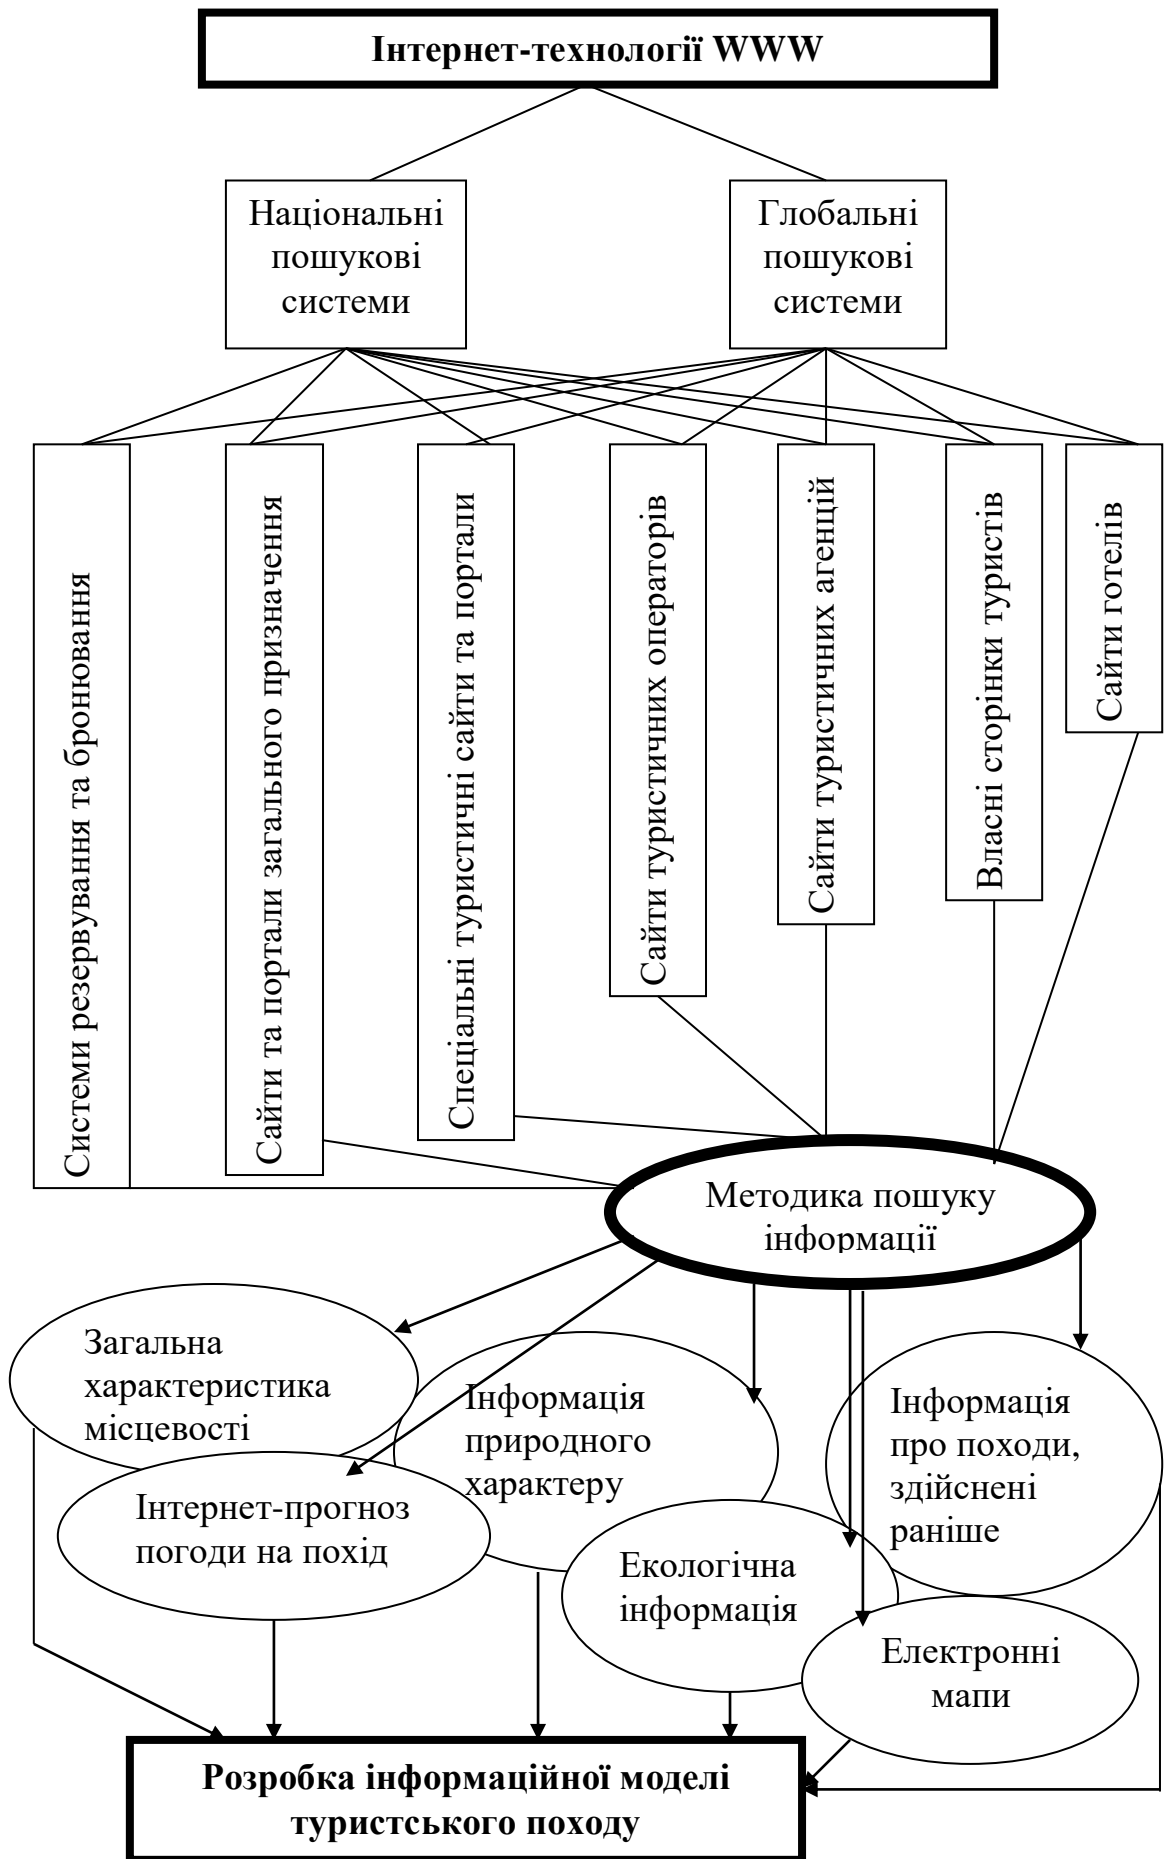 Інтернет-технології WWW
Національні
пошукові
системи
Глобальні
пошукові
системи
Системи резервування та бронювання
Сайти та портали загального призначення
Спеціальні туристичні сайти та портали
Сайти туристичних операторів
Сайти туристичних агенцій
Власні сторінки туристів
Сайти готелів
Методика пошуку
інформації
Загальна
характеристика
місцевості
Інформація
природного
характеру
Інформація
про походи,
здійснені
раніше
Інтернет-прогноз
погоди на похід
Екологічна
інформація
Електронні
мапи
Розробка інформаційної моделі
туристського походу